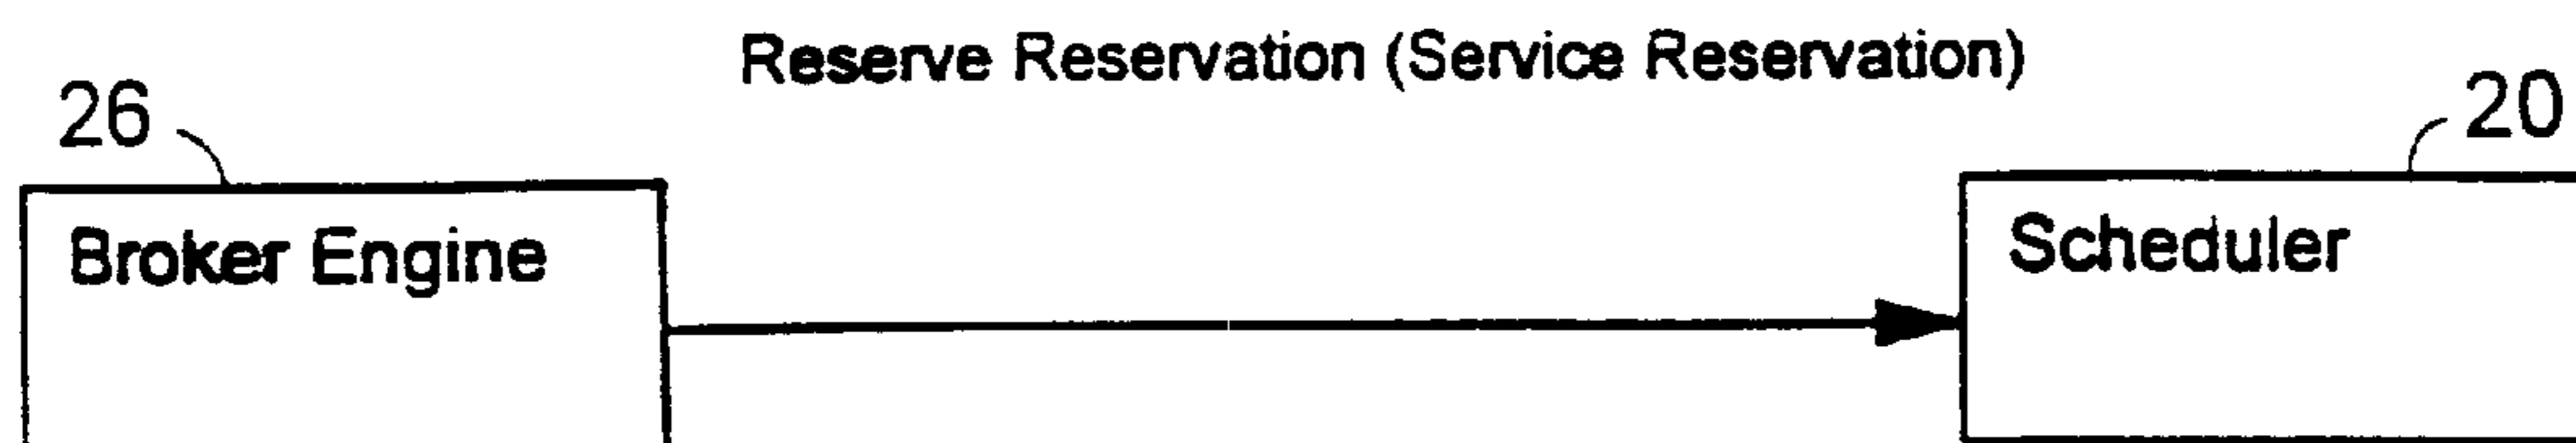 Reserve Reservation (Service Reservation)
26
20
Broker Engine
Scheduler